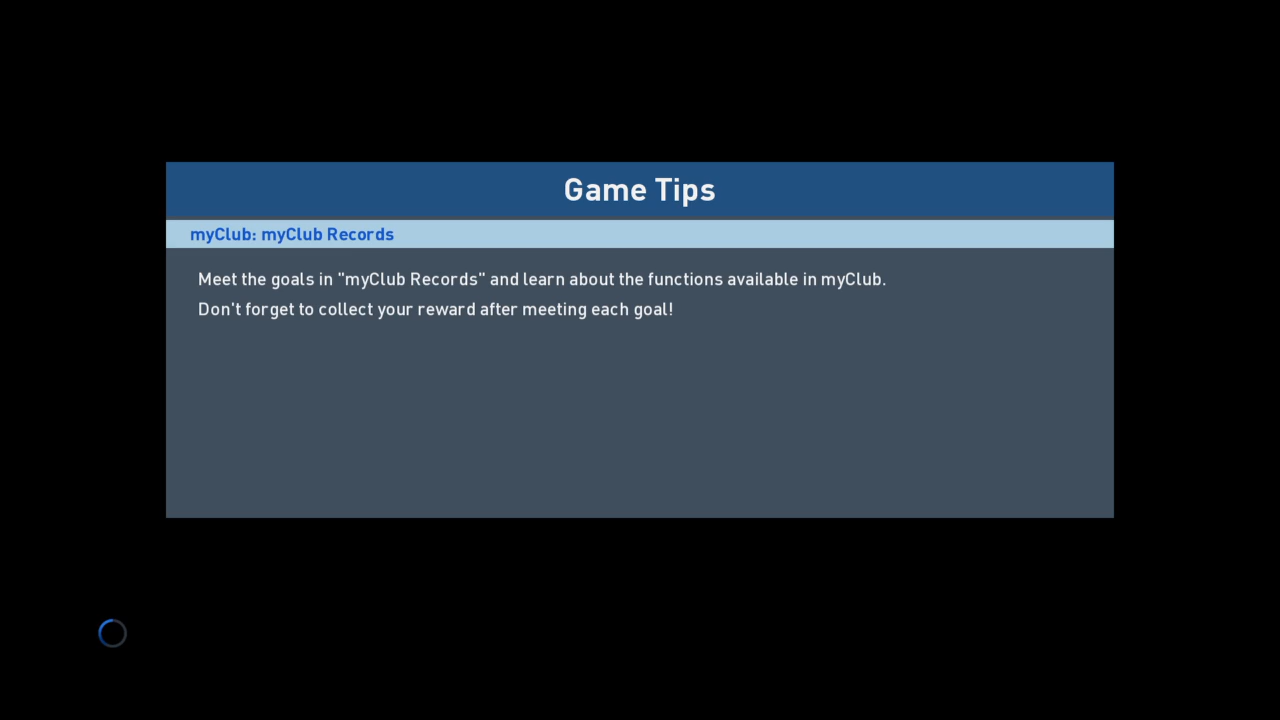 Game Tips
myClub: myClub Records
Meet the goals in "myClub Records" and learn about the functions available in myClub.
Don't forget to collect your reward after meeting each goal!